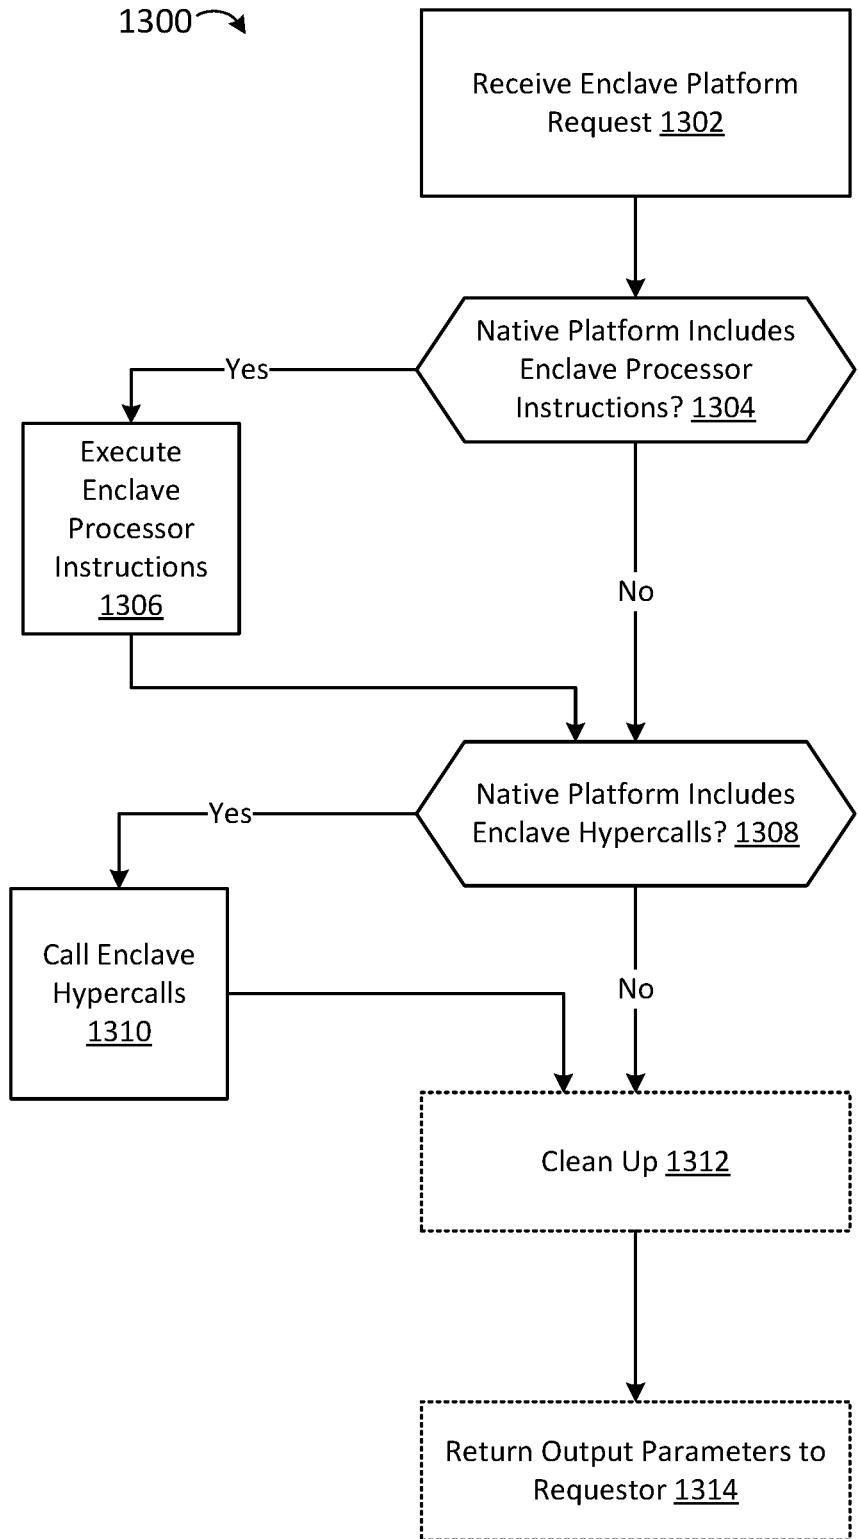 1300
Receive Enclave Platform
Request 1302
Native Platform Includes
Enclave Processor
Instructions? 1304
Yes
Execute
Enclave
Processor
Instructions
1306
No
Native Platform Includes
Enclave Hypercalls? 1308
Yes
Call Enclave
Hypercalls
1310
No
Clean Up 1312
Return Output Parameters to
Requestor 1314